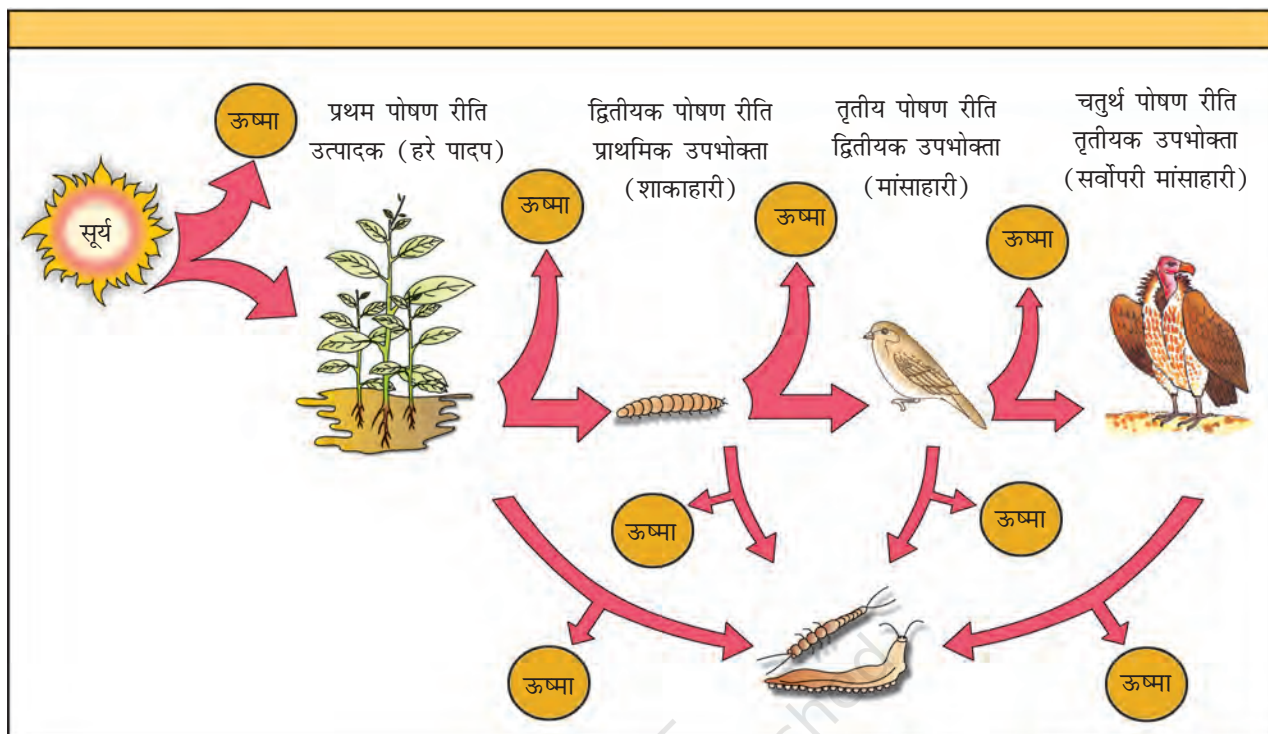 सूर्य
ऊष्मा
प्रथम पोषण रीति
उत्पादक (हरे पादप)
ऊष्मा
द्वितीयक पोषण रीति
प्राथमिक उपभोक्ता
(शाकाहारी)
ऊष्मा
तृतीय पोषण रीति
द्वितीयक उपभोक्ता
(मांसाहारी)
ऊष्मा
चतुर्थ पोषण रीति
तृतीयक उपभोक्ता
(सर्वोपरी मांसाहारी)
ऊष्मा
ऊष्मा
ऊष्मा
ऊष्मा